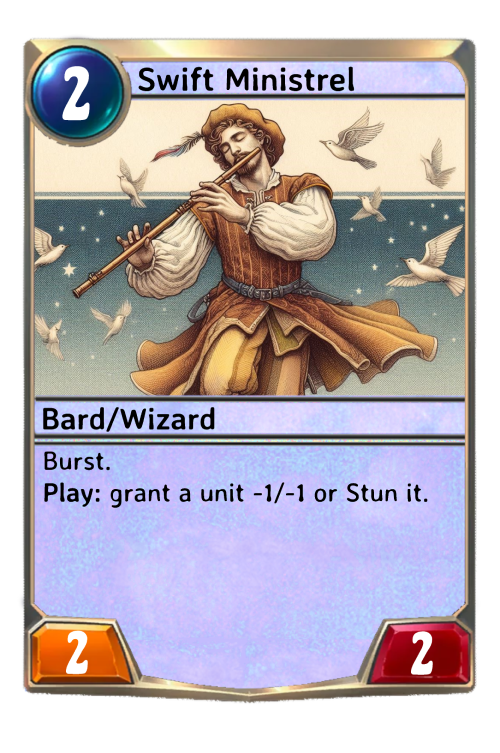 2
Swift Ministrel
Bard/Wizard
Burst.
Play: grant a unit -1/-1 or Stun it.
2
2